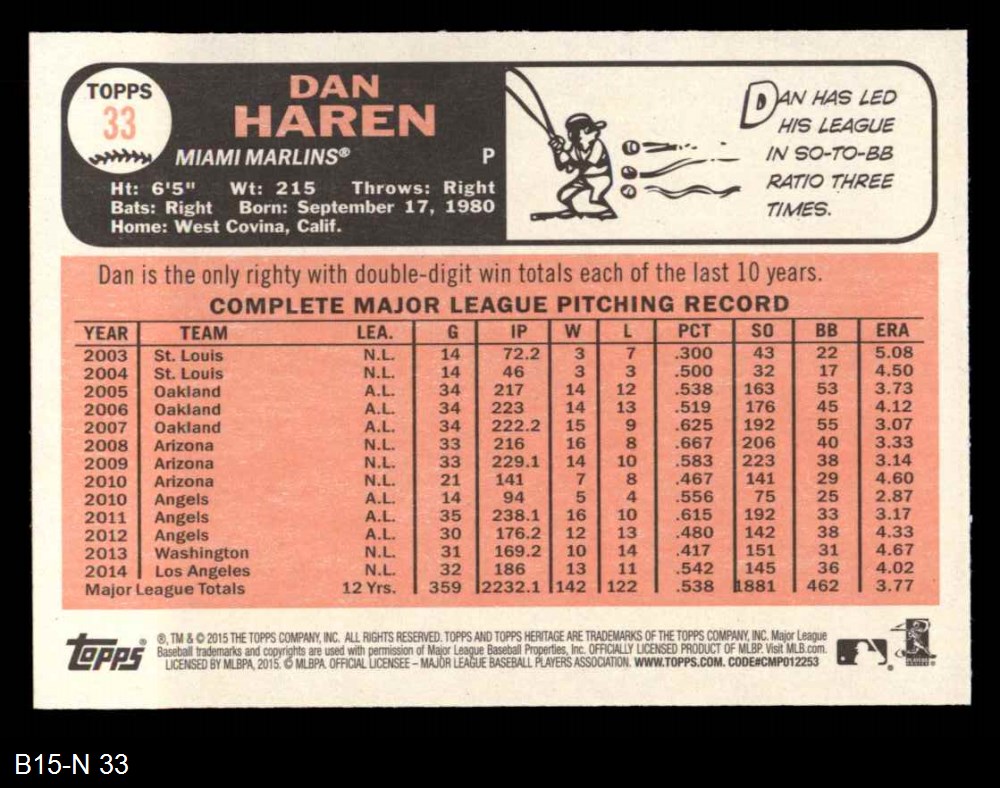 TOPPS
33
DAN
HAREN
MIAMI MARLINS® P
Ht: 6'5" Wt: 215 Throws: Right
Bats: Right Born: September 17, 1980
Home: West Covina, Calif.
DAN HAS LED
HIS LEAGUE
IN SO-TO-BB
RATIO THREE
TIMES.
Dan is the only righty with double-digit win totals each of the last 10 years.
COMPLETE MAJOR LEAGUE PITCHING RECORD
YEAR TEAM LEA. G IP W L PCT SO BB ERA
2003 St. Louis N.L. 14 72.2 3 7 .300 43 22 5.08
2004 St. Louis N.L. 14 46 3 3 .500 32 17 4.50
2005 Oakland A.L. 34 217 14 12 .538 163 53 3.73
2006 Oakland A.L. 34 223 14 13 .519 176 45 4.12
2007 Oakland A.L. 34 222.2 15 9 .625 192 55 3.07
2008 Arizona N.L. 33 216 16 8 .667 206 40 3.33
2009 Arizona N.L. 33 229.1 14 10 .583 223 38 3.14
2010 Arizona N.L. 21 141 7 8 .467 141 29 4.60
2010 Angels A.L. 14 94 5 4 .556 75 25 2.87
2011 Angels A.L. 35 238.1 16 10 .615 192 33 3.17
2012 Angels A.L. 30 176.2 12 13 .480 142 38 4.33
2013 Washington N.L. 31 169.2 10 14 .417 151 31 4.67
2014 Los Angeles N.L. 32 186 13 11 .542 145 36 4.02
Major League Totals 12 Yrs. 359 2232.1 142 122 .538 1881 462 3.77
Topps®
®, TM & © 2015 THE TOPPS COMPANY, INC. ALL RIGHTS RESERVED. TOPPS AND TOPPS HERITAGE ARE TRADEMARKS OF THE TOPPS COMPANY, INC. Major League
Baseball trademarks and copyrights are used with permission of Major League Baseball Properties, Inc. OFFICIALLY LICENSED PRODUCT OF MLBP. Visit MLB.com.
LICENSED BY MLBPA, 2015. © MLBPA. OFFICIAL LICENSEE – MAJOR LEAGUE BASEBALL PLAYERS ASSOCIATION. WWW.TOPPS.COM. CODE#CMP012253
B15-N 33